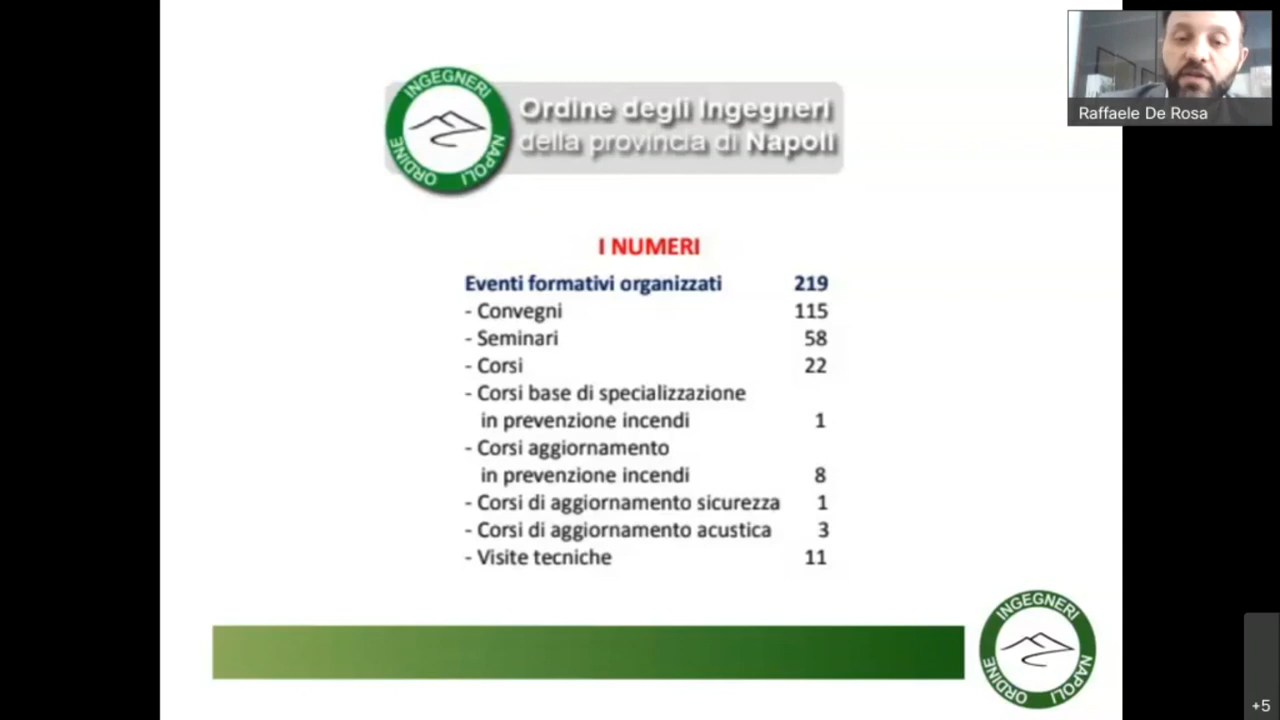 INGEGNERI
NAPOLI
ORDINE
Ordine degli Ingegneri
della provincia di Napoli
Raffaele De Rosa
I NUMERI
Eventi formativi organizzati 219
- Convegni 115
- Seminari 58
- Corsi 22
- Corsi base di specializzazione
in prevenzione incendi 1
- Corsi aggiornamento
in prevenzione incendi 8
- Corsi di aggiornamento sicurezza 1
- Corsi di aggiornamento acustica 3
- Visite tecniche 11
INGEGNERI
NAPOLI
ORDINE
+5